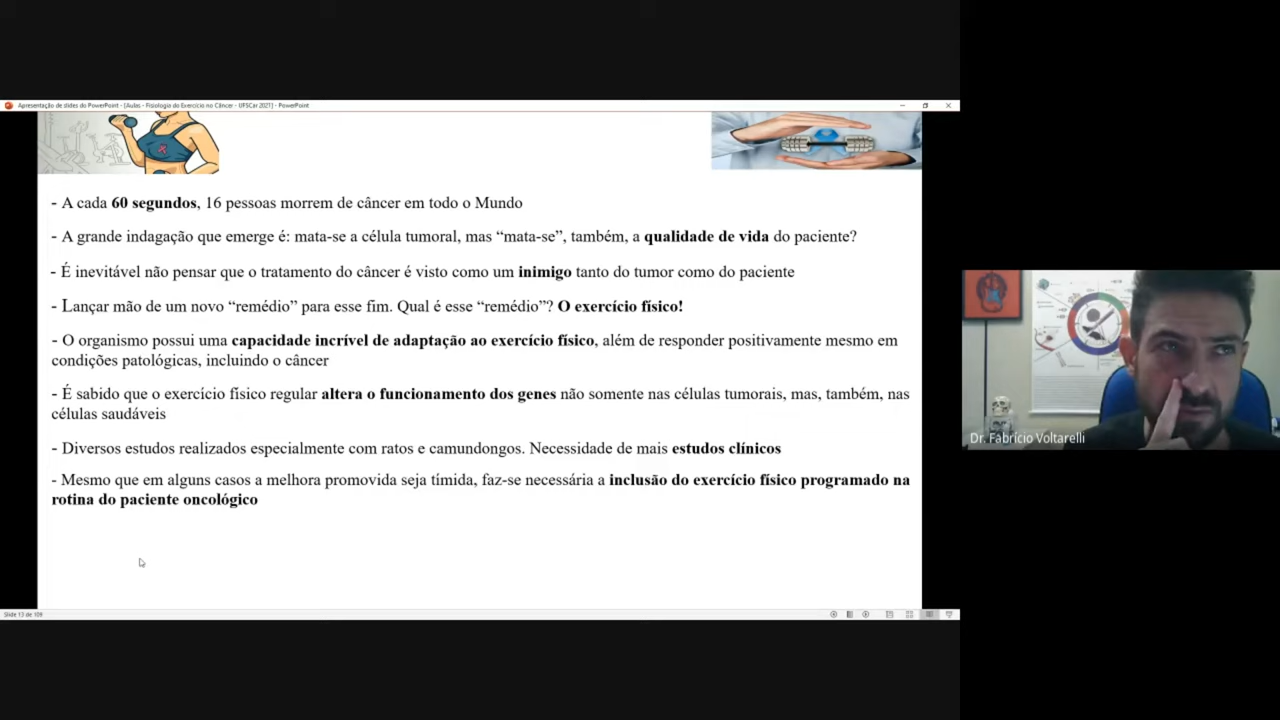 Apresentação de slides do PowerPoint - [Aulas - Fisiologia do Exercício no Câncer - UFSCar 2021] - PowerPoint
- A cada 60 segundos, 16 pessoas morrem de câncer em todo o Mundo
- A grande indagação que emerge é: mata-se a célula tumoral, mas “mata-se”, também, a qualidade de vida do paciente?
- É inevitável não pensar que o tratamento do câncer é visto como um inimigo tanto do tumor como do paciente
- Lançar mão de um novo “remédio” para esse fim. Qual é esse “remédio”? O exercício físico!
- O organismo possui uma capacidade incrível de adaptação ao exercício físico, além de responder positivamente mesmo em
condições patológicas, incluindo o câncer
- É sabido que o exercício físico regular altera o funcionamento dos genes não somente nas células tumorais, mas, também, nas
células saudáveis
- Diversos estudos realizados especialmente com ratos e camundongos. Necessidade de mais estudos clínicos
- Mesmo que em alguns casos a melhora promovida seja tímida, faz-se necessária a inclusão do exercício físico programado na
rotina do paciente oncológico
Dr. Fabrício Voltarelli
Slide 13 de 109